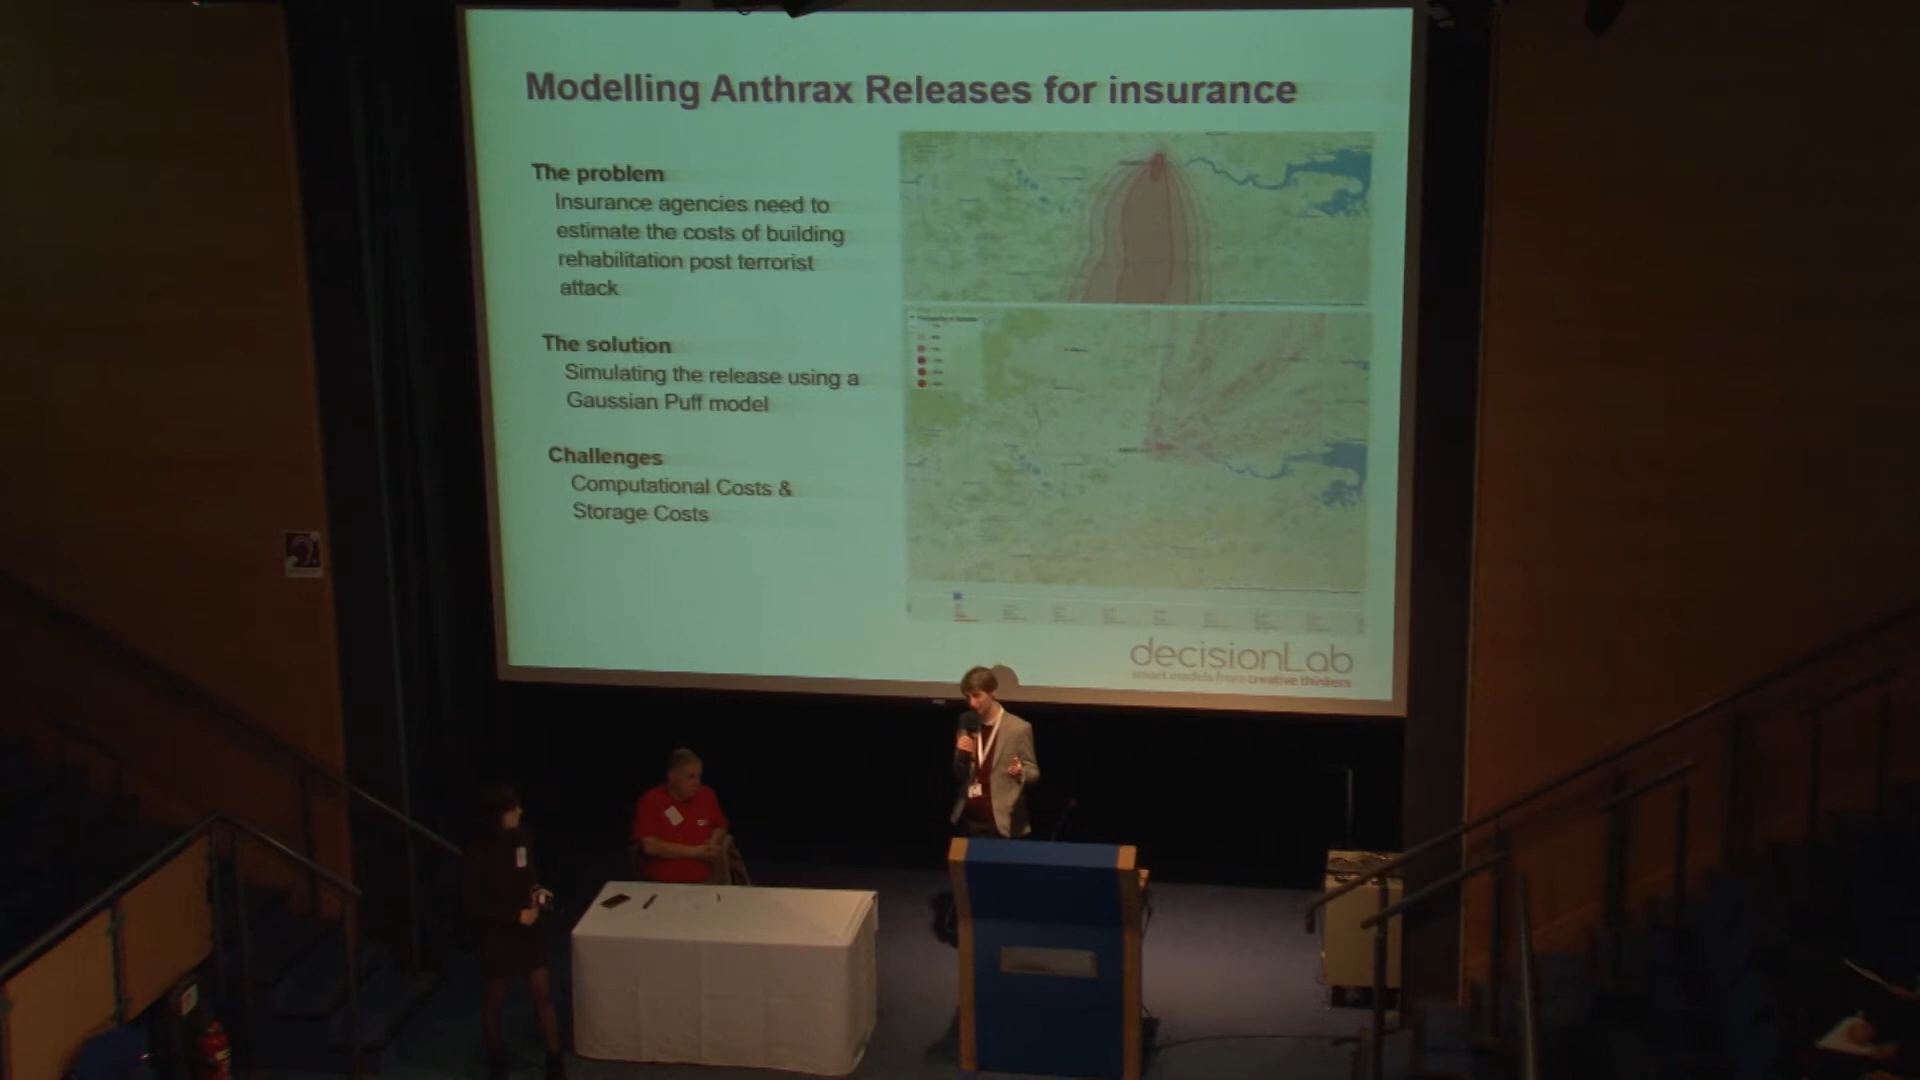 Modelling Anthrax Releases for insurance
The problem
Insurance agencies need to
estimate the costs of building
rehabilitation post terrorist
attack
The solution
Simulating the release using a
Gaussian Puff model
Challenges
Computational Costs &
Storage Costs
decisionLab
smart models from creative thinkers